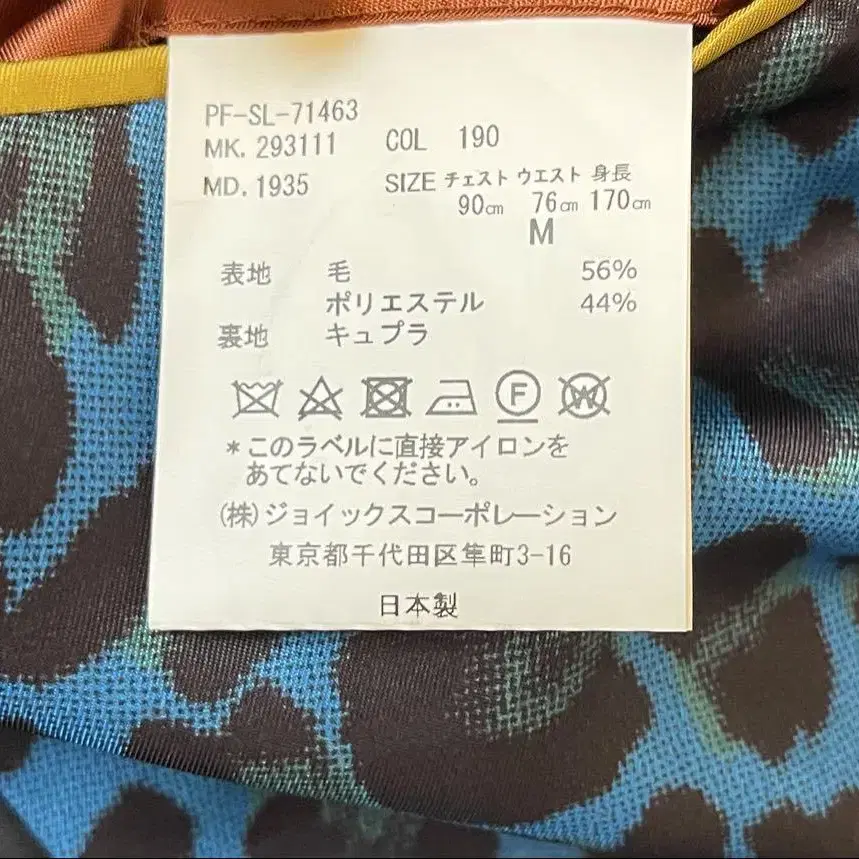 PF-SL-71463
MK. 293111 COL 190
MD. 1935 SIZE チェスト ウエスト 身長
90cm 76cm 170cm
M
表地 毛 56%
ポリエステル 44%
裏地 キュプラ
F W
*このラベルに直接アイロンを
あてないでください。
(株)ジョイックスコーポレーション
東京都千代田区隼町3-16
日本製